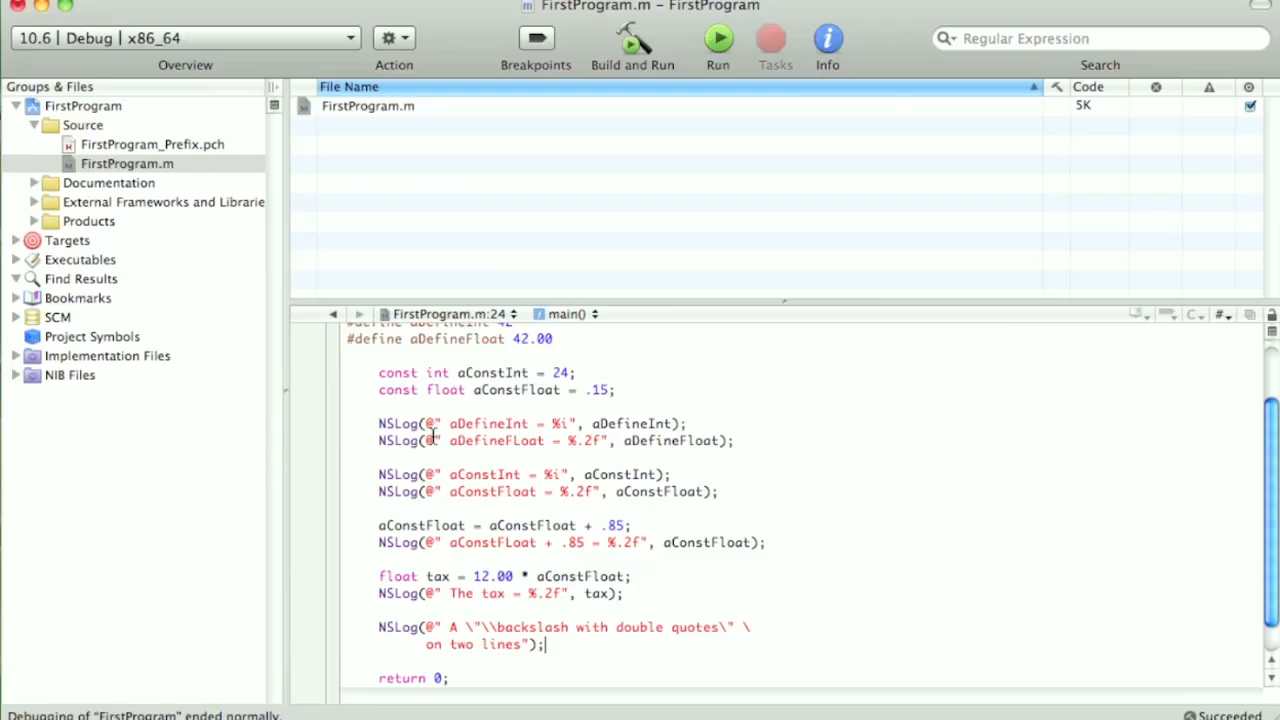 FirstProgram.m - FirstProgram
10.6 | Debug | x86_64
Regular Expression
Overview
Action
Breakpoints
Build and Run
Run
Tasks
Info
Search
Groups & Files
File Name
Code
FirstProgram
FirstProgram.m
5K
Source
FirstProgram_Prefix.pch
FirstProgram.m
Documentation
External Frameworks and Librarie
Products
Targets
Executables
Find Results
Bookmarks
SCM
Project Symbols
Implementation Files
NIB Files
FirstProgram.m:24
main()
C
#
#define aDefineInt 42
#define aDefineFloat 42.00
const int aConstInt = 24;
const float aConstFloat = .15;
NSLog(@" aDefineInt = %i", aDefineInt);
NSLog(@" aDefineFLoat = %.2f", aDefineFloat);
NSLog(@" aConstInt = %i", aConstInt);
NSLog(@" aConstFloat = %.2f", aConstFloat);
aConstFloat = aConstFloat + .85;
NSLog(@" aConstFLoat + .85 = %.2f", aConstFloat);
float tax = 12.00 * aConstFloat;
NSLog(@" The tax = %.2f", tax);
NSLog(@" A \"\\backslash with double quotes\" \
on two lines");
return 0;
Debugging of "FirstProgram" ended normally.
Succeeded